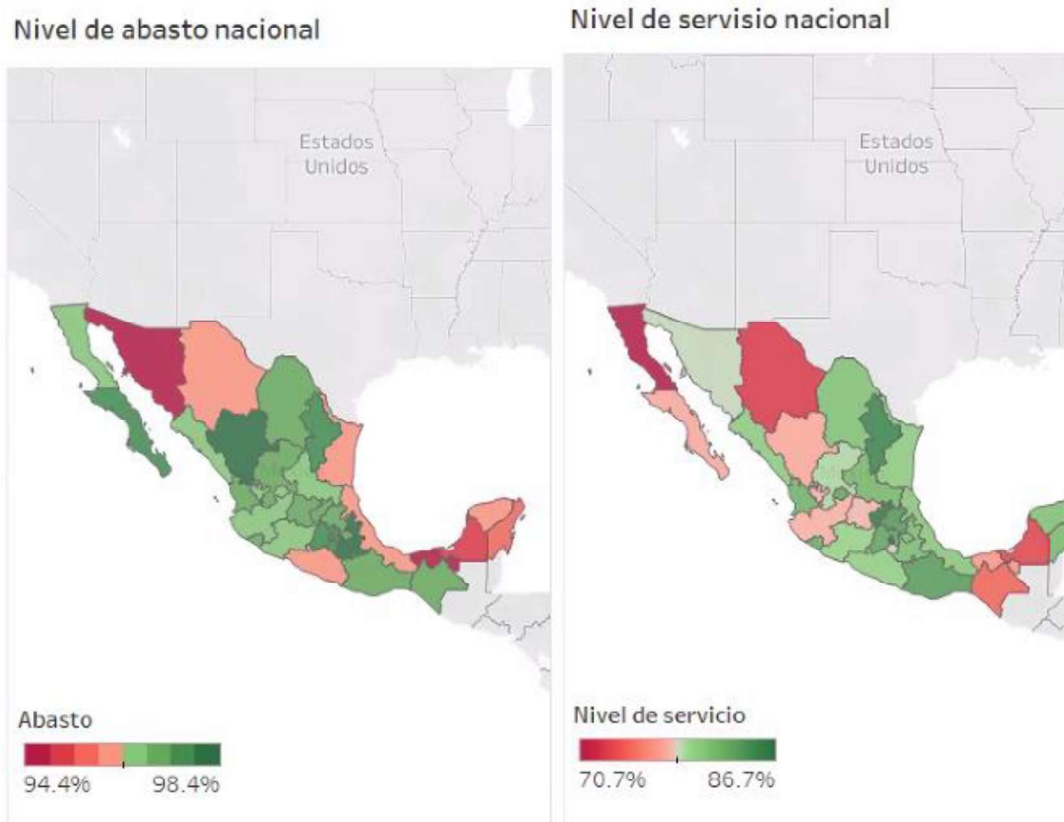 Nivel de abasto nacional
Estados
Unidos
Abasto
94.4% 98.4%
Nivel de servisio nacional
Estados
Unidos
Nivel de servicio
70.7% 86.7%